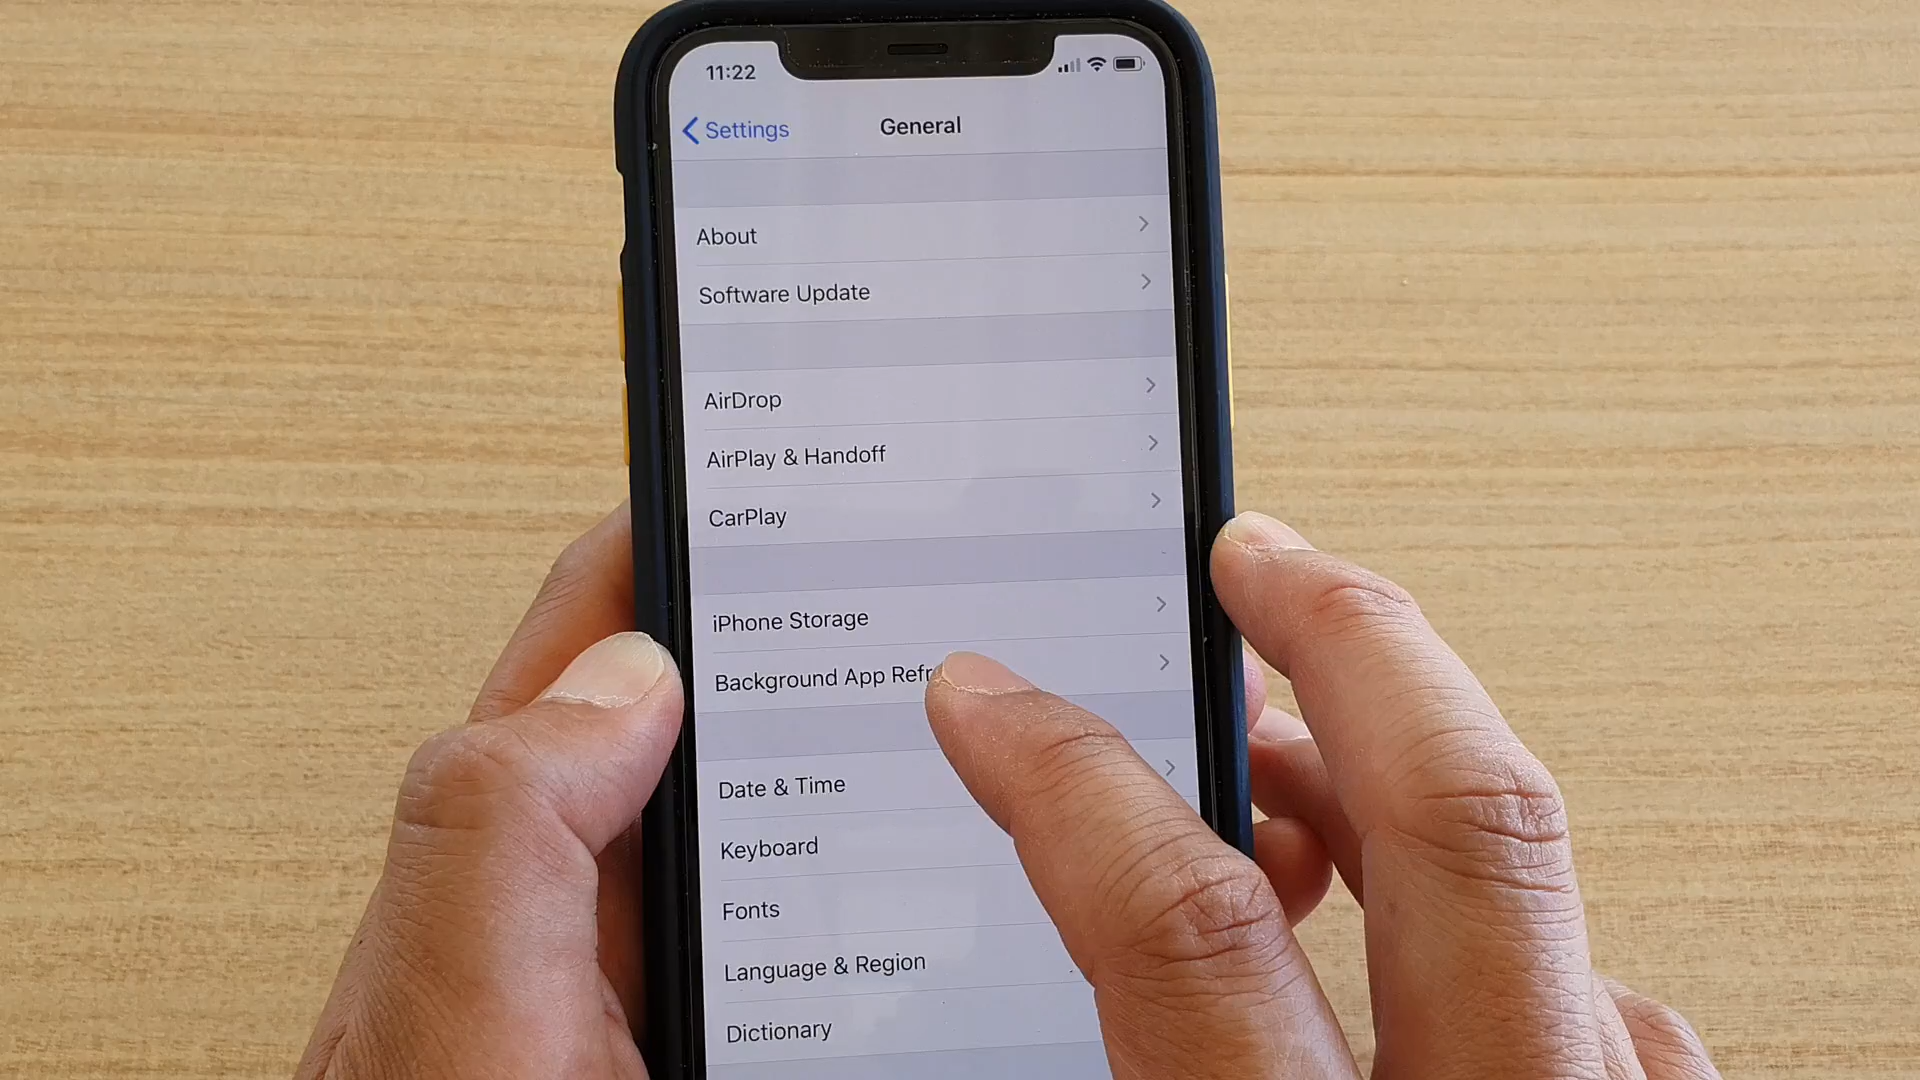 11:22
Settings
General
About
Software Update
AirDrop
AirPlay & Handoff
CarPlay
iPhone Storage
Background App Refr
Date & Time
Keyboard
Fonts
Language & Region
Dictionary